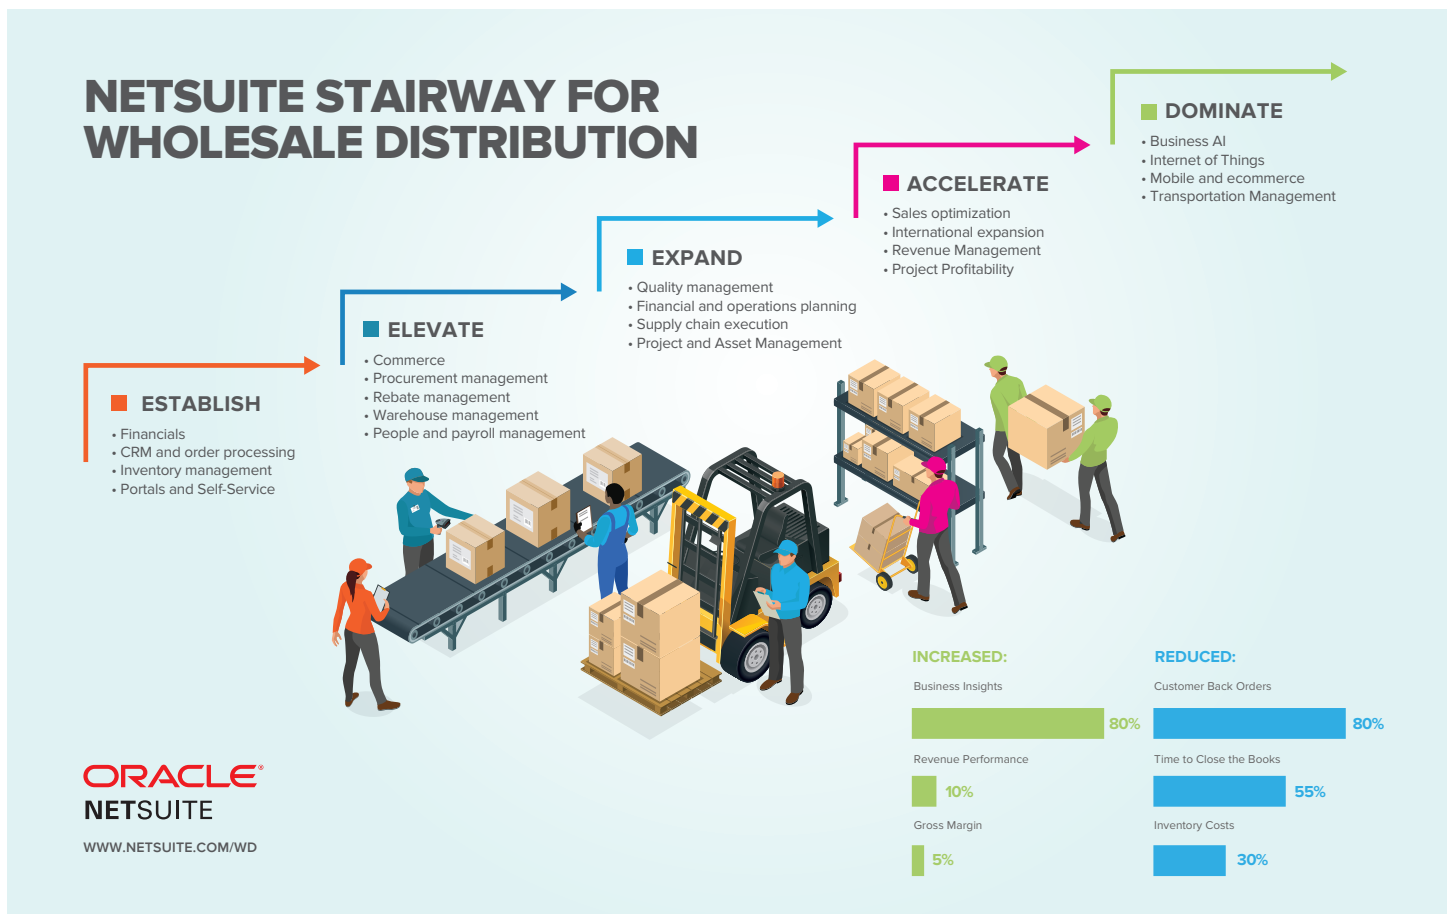 NETSUITE STAIRWAY FOR
WHOLESALE DISTRIBUTION
ESTABLISH
• Financials
• CRM and order processing
• Inventory management
• Portals and Self-Service
ELEVATE
• Commerce
• Procurement management
• Rebate management
• Warehouse management
• People and payroll management
EXPAND
• Quality management
• Financial and operations planning
• Supply chain execution
• Project and Asset Management
ACCELERATE
• Sales optimization
• International expansion
• Revenue Management
• Project Profitability
DOMINATE
• Business AI
• Internet of Things
• Mobile and ecommerce
• Transportation Management
INCREASED:
Business Insights
80%
Revenue Performance
10%
Gross Margin
5%
REDUCED:
Customer Back Orders
80%
Time to Close the Books
55%
Inventory Costs
30%
ORACLE®
NETSUITE
WWW.NETSUITE.COM/WD